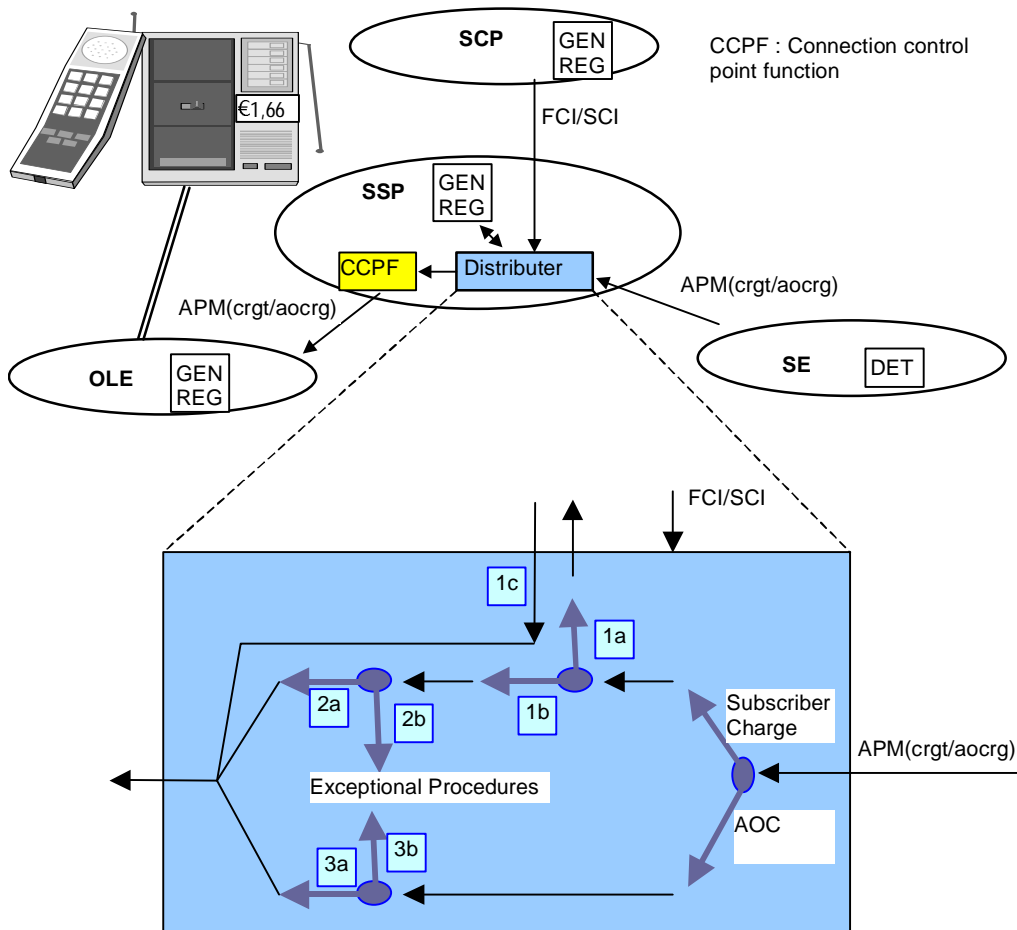 SCP
GEN
REG
CCPF : Connection control
point function
€1,66
FCI/SCI
SSP
GEN
REG
CCPF
Distributer
APM(crgt/aocrg)
APM(crgt/aocrg)
OLE
GEN
REG
SE
DET
FCI/SCI
1c
1a
2a
2b
1b
Subscriber
Charge
APM(crgt/aocrg)
Exceptional Procedures
AOC
3a
3b